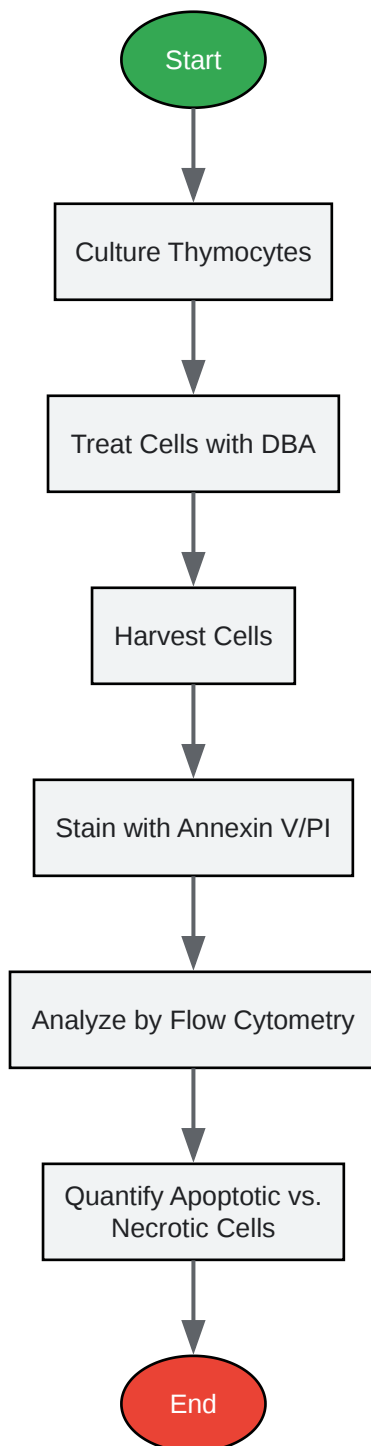 Start
Culture Thymocytes
Treat Cells with DBA
Harvest Cells
Stain with Annexin V/PI
Analyze by Flow Cytometry
Quantify Apoptotic vs.
Necrotic Cells
End